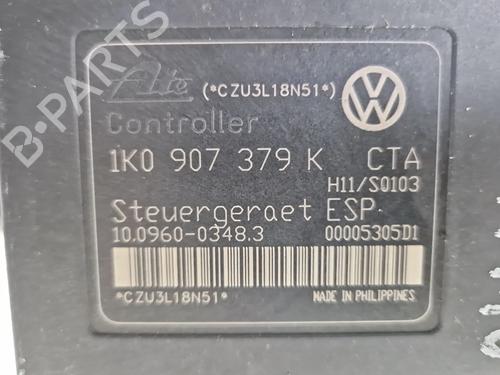 Ate (*CZU3L18N51*)
Controller
1K0 907 379 K CTA
H11/S0103
Steuergeraet ESP
10.0960-0348.3 00005305D1
*CZU3L18N51* MADE IN PHILIPPINES
B-PARTS